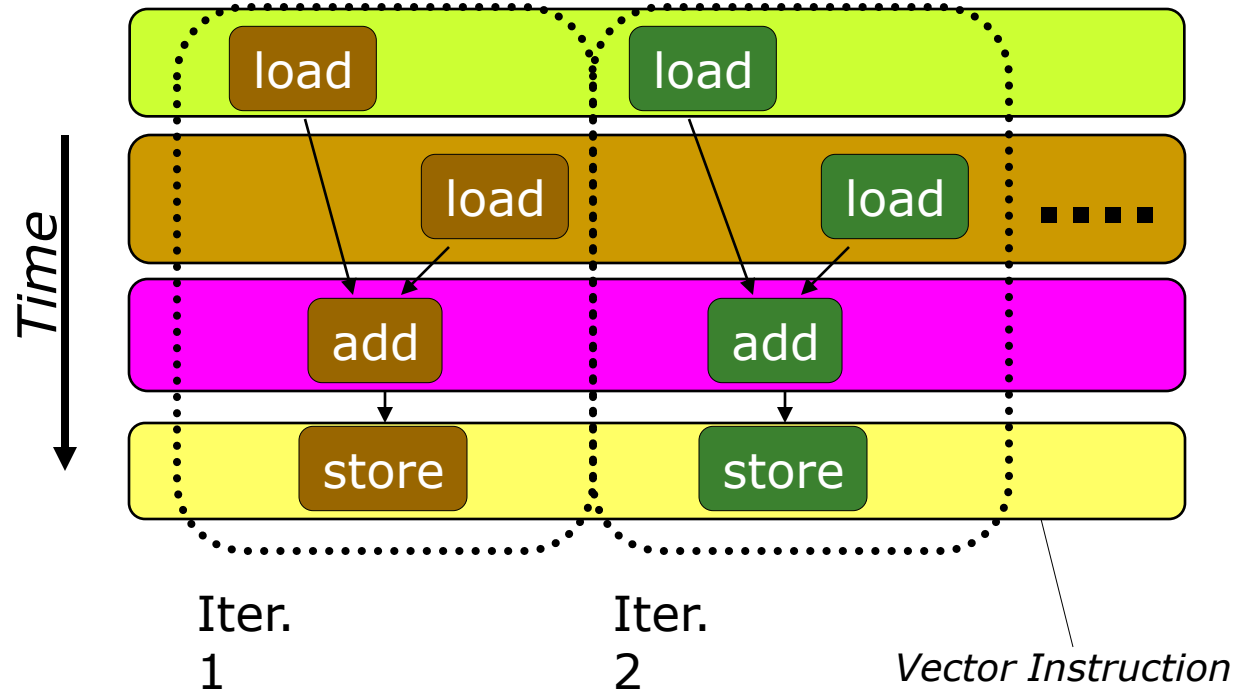 load load
load load
Time
add add
store store
Iter. Iter.
1 2
Vector Instruction